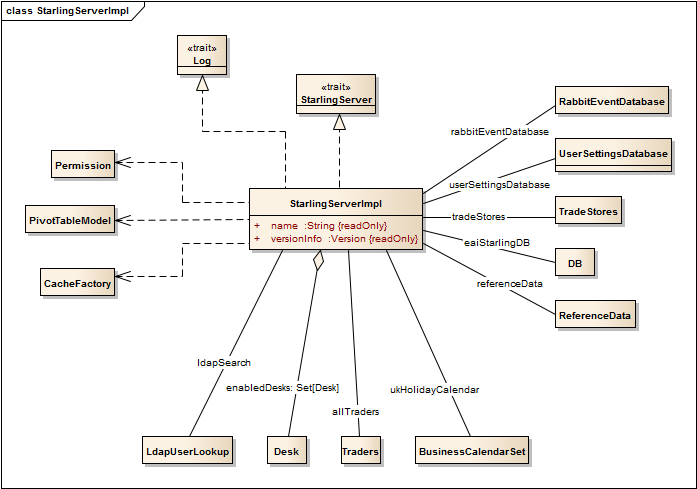 class StarlingServerImpl
«trait»
Log
«trait»
StarlingServer
RabbitEventDatabase
rabbitEventDatabase
Permission
UserSettingsDatabase
userSettingsDatabase
StarlingServerImpl
+ name :String {readOnly}
+ versionInfo :Version {readOnly}
PivotTableModel
tradeStores
TradeStores
eaiStarlingDB
DB
CacheFactory
referenceData
ReferenceData
ldapSearch
enabledDesks: Set[Desk]
ukHolidayCalendar
allTraders
LdapUserLookup
Desk
Traders
BusinessCalendarSet